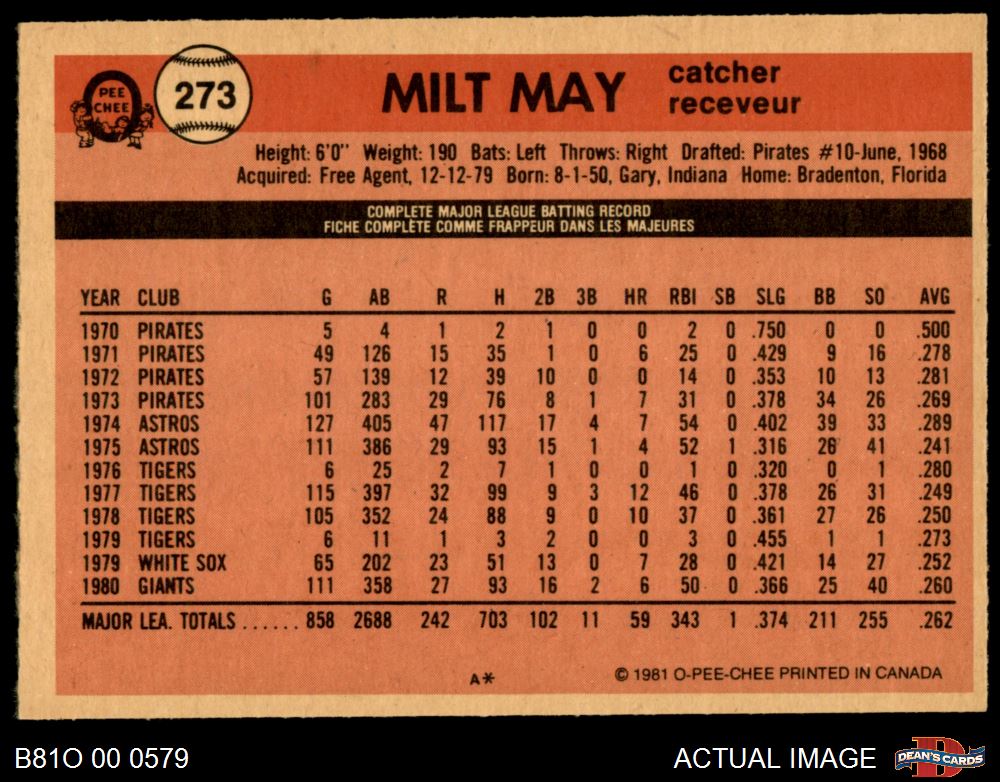 O
PEE
CHEE
273
MILT MAY
catcher
receveur
Height: 6'0" Weight: 190 Bats: Left Throws: Right Drafted: Pirates #10-June, 1968
Acquired: Free Agent, 12-12-79 Born: 8-1-50, Gary, Indiana Home: Bradenton, Florida
COMPLETE MAJOR LEAGUE BATTING RECORD
FICHE COMPLÈTE COMME FRAPPEUR DANS LES MAJEURES
YEAR CLUB G AB R H 2B 3B HR RBI SB SLG BB SO AVG
1970 PIRATES 5 4 1 2 1 0 0 2 0 .750 0 0 .500
1971 PIRATES 49 126 15 35 1 0 6 25 0 .429 9 16 .278
1972 PIRATES 57 139 12 39 10 0 0 14 0 .353 10 13 .281
1973 PIRATES 101 283 29 76 8 1 7 31 0 .378 34 26 .269
1974 ASTROS 127 405 47 117 17 4 7 54 0 .402 39 33 .289
1975 ASTROS 111 386 29 93 15 1 4 52 1 .316 26 41 .241
1976 TIGERS 6 25 2 7 1 0 0 1 0 .320 0 1 .280
1977 TIGERS 115 397 32 99 9 3 12 46 0 .378 26 31 .249
1978 TIGERS 105 352 24 88 9 0 10 37 0 .361 27 26 .250
1979 TIGERS 6 11 1 3 2 0 0 3 0 .455 1 1 .273
1979 WHITE SOX 65 202 23 51 13 0 7 28 0 .421 14 27 .252
1980 GIANTS 111 358 27 93 16 2 6 50 0 .366 25 40 .260
MAJOR LEA. TOTALS ...... 858 2688 242 703 102 11 59 343 1 .374 211 255 .262
A*
© 1981 O-PEE-CHEE PRINTED IN CANADA
B81O 00 0579
ACTUAL IMAGE
D
DEAN'S CARDS